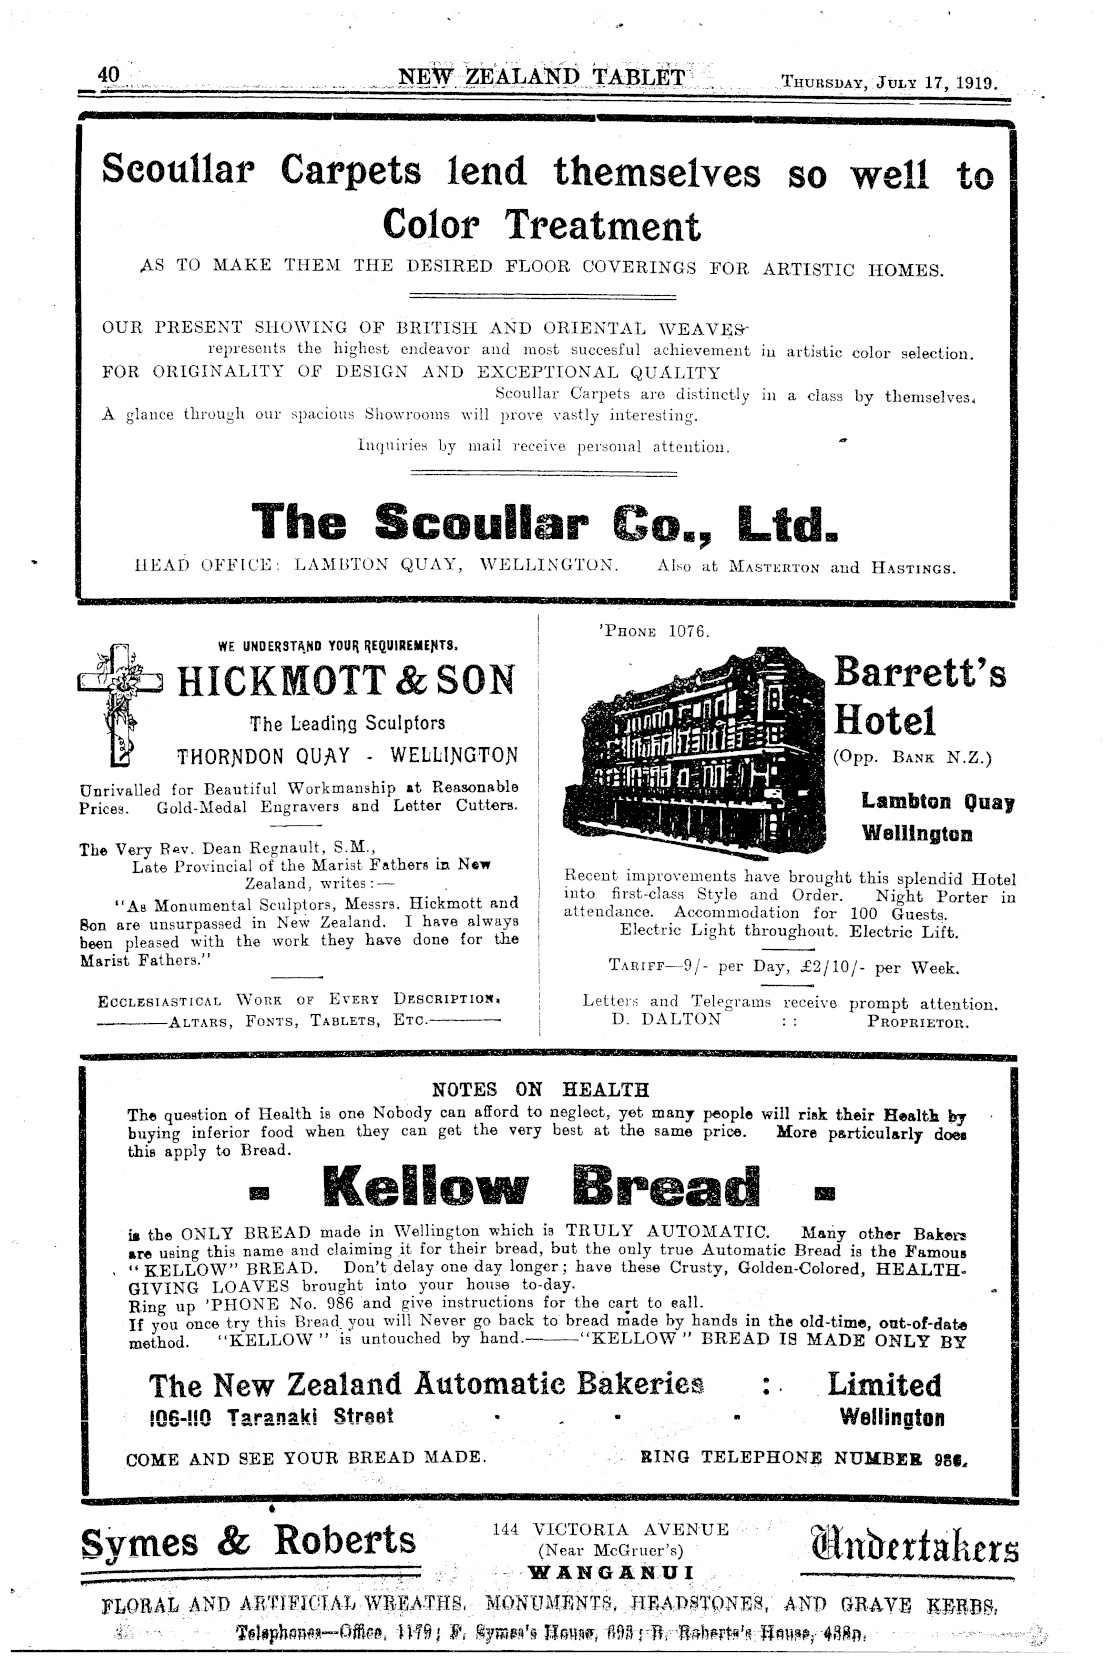 40
NEW ZEALAND TABLET
THURSDAY, JULY 17, 1919.
Scoullar Carpets lend themselves so well to
Color Treatment
AS TO MAKE THEM THE DESIRED FLOOR COVERINGS FOR ARTISTIC HOMES.
OUR PRESENT SHOWING OF BRITISH AND ORIENTAL WEAVES
represents the highest endeavor and most succesful achievement in artistic color selection.
FOR ORIGINALITY OF DESIGN AND EXCEPTIONAL QUALITY
Scoullar Carpets are distinctly in a class by themselves.
A glance through our spacious Showrooms will prove vastly interesting.
Inquiries by mail receive personal attention.
The Scoullar Co., Ltd.
HEAD OFFICE: LAMBTON QUAY, WELLINGTON. Also at MASTERTON and HASTINGS.
WE UNDERSTAND YOUR REQUIREMENTS.
HICKMOTT & SON
The Leading Sculptors
THORNDON QUAY - WELLINGTON
Unrivalled for Beautiful Workmanship at Reasonable
Prices. Gold-Medal Engravers and Letter Cutters.
The Very Rev. Dean Regnault, S.M.,
Late Provincial of the Marist Fathers in New
Zealand, writes:—
"As Monumental Sculptors, Messrs. Hickmott and
Son are unsurpassed in New Zealand. I have always
been pleased with the work they have done for the
Marist Fathers."
ECCLESIASTICAL WORK OF EVERY DESCRIPTION.
———ALTARS, FONTS, TABLETS, ETC.———
'PHONE 1076.
Barrett's
Hotel
(Opp. BANK N.Z.)
Lambton Quay
Wellington
Recent improvements have brought this splendid Hotel
into first-class Style and Order. Night Porter in
attendance. Accommodation for 100 Guests.
Electric Light throughout. Electric Lift.
TARIFF—9/- per Day, £2/10/- per Week.
Letters and Telegrams receive prompt attention.
D. DALTON : : PROPRIETOR.
NOTES ON HEALTH
The question of Health is one Nobody can afford to neglect, yet many people will risk their Health by
buying inferior food when they can get the very best at the same price. More particularly does
this apply to Bread.
- Kellow Bread -
is the ONLY BREAD made in Wellington which is TRULY AUTOMATIC. Many other Bakers
are using this name and claiming it for their bread, but the only true Automatic Bread is the Famous
"KELLOW" BREAD. Don't delay one day longer; have these Crusty, Golden-Colored, HEALTH-
GIVING LOAVES brought into your house to-day.
Ring up 'PHONE No. 986 and give instructions for the cart to eall.
If you once try this Bread you will Never go back to bread made by hands in the old-time, out-of-date
method. "KELLOW" is untouched by hand.———"KELLOW" BREAD IS MADE ONLY BY
The New Zealand Automatic Bakeries : Limited
106-110 Taranaki Street - - - Wellington
COME AND SEE YOUR BREAD MADE. RING TELEPHONE NUMBER 986.
Symes & Roberts
144 VICTORIA AVENUE
(Near McGruer's)
WANGANUI
Undertakers
FLORAL AND ARTIFICIAL WREATHS, MONUMENTS, HEADSTONES, AND GRAVE KERBS,
Telephones—Office, 1179; F. Symes's House, 693; B. Roberts's House, 438D.